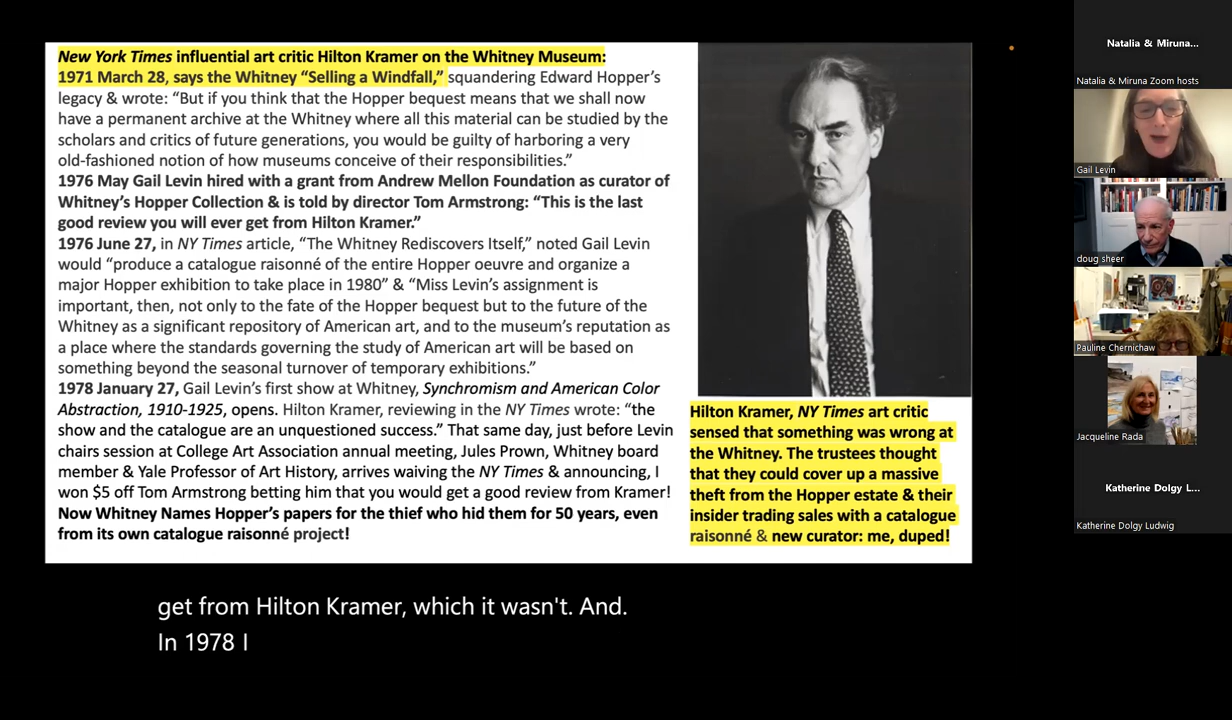 New York Times influential art critic Hilton Kramer on the Whitney Museum:
1971 March 28, says the Whitney “Selling a Windfall,” squandering Edward Hopper’s
legacy & wrote: “But if you think that the Hopper bequest means that we shall now
have a permanent archive at the Whitney where all this material can be studied by the
scholars and critics of future generations, you would be guilty of harboring a very
old-fashioned notion of how museums conceive of their responsibilities.”
1976 May Gail Levin hired with a grant from Andrew Mellon Foundation as curator of
Whitney’s Hopper Collection & is told by director Tom Armstrong: “This is the last
good review you will ever get from Hilton Kramer.”
1976 June 27, in NY Times article, “The Whitney Rediscovers Itself,” noted Gail Levin
would “produce a catalogue raisonné of the entire Hopper oeuvre and organize a
major Hopper exhibition to take place in 1980” & “Miss Levin’s assignment is
important, then, not only to the fate of the Hopper bequest but to the future of the
Whitney as a significant repository of American art, and to the museum’s reputation as
a place where the standards governing the study of American art will be based on
something beyond the seasonal turnover of temporary exhibitions.”
1978 January 27, Gail Levin’s first show at Whitney, Synchromism and American Color
Abstraction, 1910-1925, opens. Hilton Kramer, reviewing in the NY Times wrote: “the
show and the catalogue are an unquestioned success.” That same day, just before Levin
chairs session at College Art Association annual meeting, Jules Prown, Whitney board
member & Yale Professor of Art History, arrives waiving the NY Times & announcing, I
won $5 off Tom Armstrong betting him that you would get a good review from Kramer!
Now Whitney Names Hopper’s papers for the thief who hid them for 50 years, even
from its own catalogue raisonné project!
Hilton Kramer, NY Times art critic
sensed that something was wrong at
the Whitney. The trustees thought
that they could cover up a massive
theft from the Hopper estate & their
insider trading sales with a catalogue
raisonné & new curator: me, duped!
get from Hilton Kramer, which it wasn't. And.
In 1978 I
Natalia & Miruna...
Natalia & Miruna Zoom hosts
Gail Levin
doug sheer
Pauline Chernichaw
Jacqueline Rada
Katherine Dolgy L...
Katherine Dolgy Ludwig